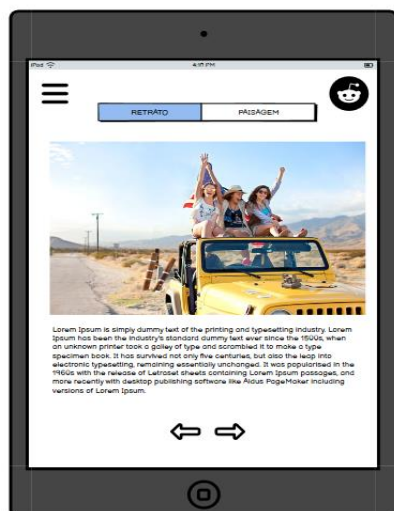 iPad
4:15 PM
RETRATO
PAISAGEM
Lorem Ipsum is simply dummy text of the printing and typesetting industry. Lorem
Ipsum has been the industry's standard dummy text ever since the 1500s, when
an unknown printer took a galley of type and scrambled it to make a type
specimen book. It has survived not only five centuries, but also the leap into
electronic typesetting, remaining essentially unchanged. It was popularised in the
1960s with the release of Letraset sheets containing Lorem Ipsum passages, and
more recently with desktop publishing software like Aldus PageMaker including
versions of Lorem Ipsum.